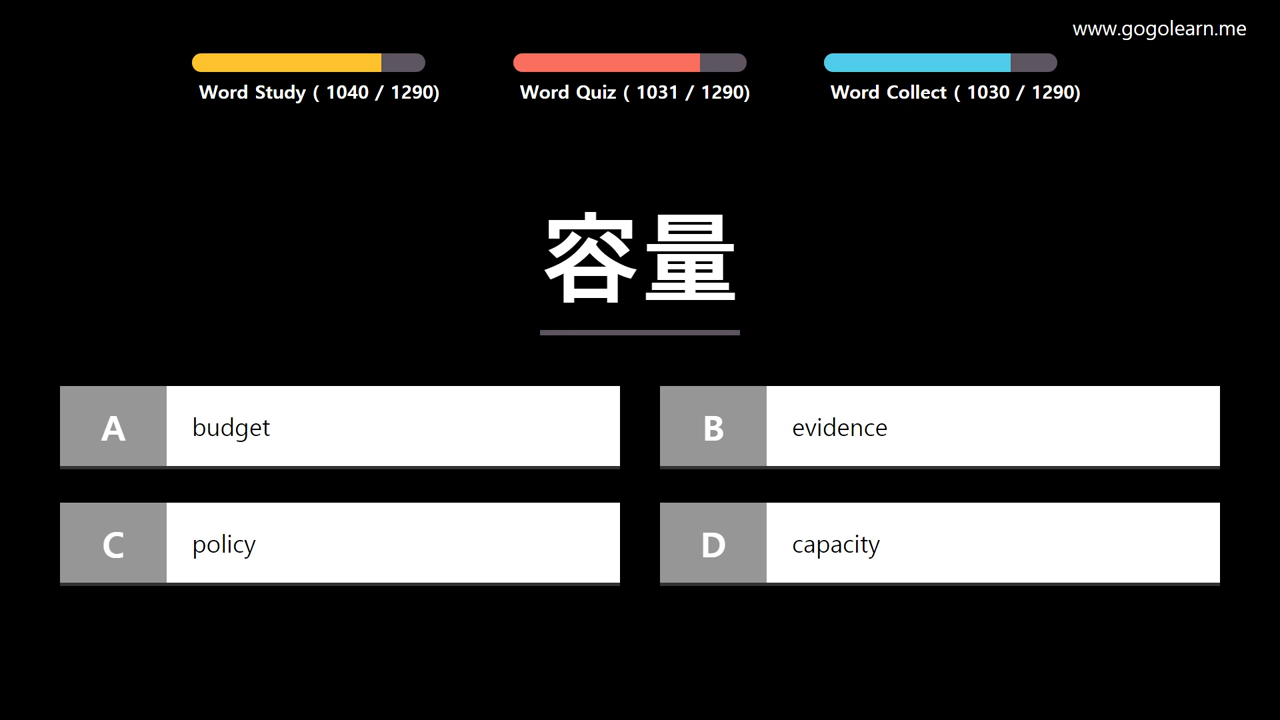 www.gogolearn.me
Word Study ( 1040 / 1290)
Word Quiz ( 1031 / 1290)
Word Collect ( 1030 / 1290)
容量
A budget
B evidence
C policy
D capacity